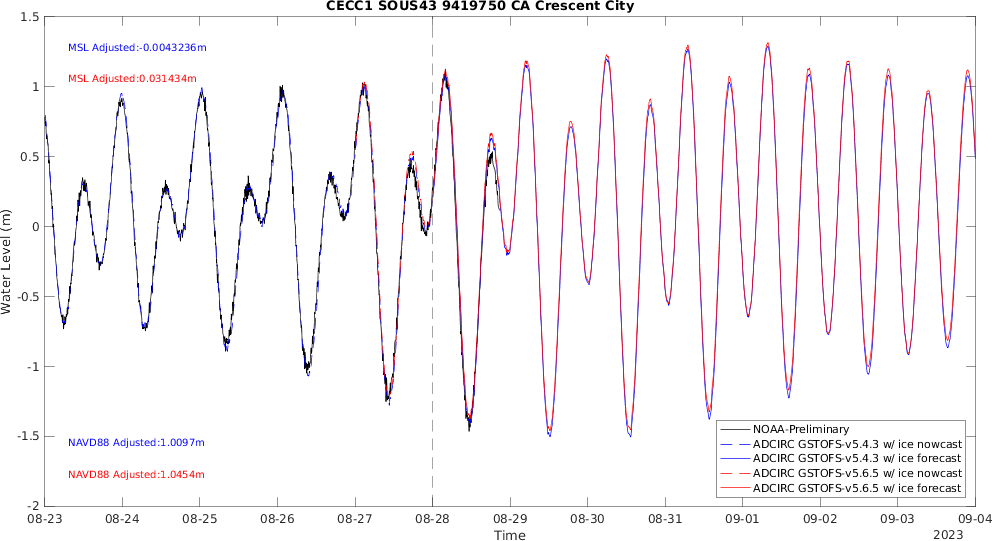 CECC1 SOUS43 9419750 CA Crescent City
1.5
MSL Adjusted:-0.0043236m
MSL Adjusted:0.031434m
1
0.5
0
Water Level (m)
-0.5
-1
-1.5
NAVD88 Adjusted:1.0097m
NAVD88 Adjusted:1.0454m
-2
NOAA-Preliminary
ADCIRC GSTOFS-v5.4.3 w/ ice nowcast
ADCIRC GSTOFS-v5.4.3 w/ ice forecast
ADCIRC GSTOFS-v5.6.5 w/ ice nowcast
ADCIRC GSTOFS-v5.6.5 w/ ice forecast
08-23 08-24 08-25 08-26 08-27 08-28 08-29 08-30 08-31 09-01 09-02 09-03 09-04
Time
2023